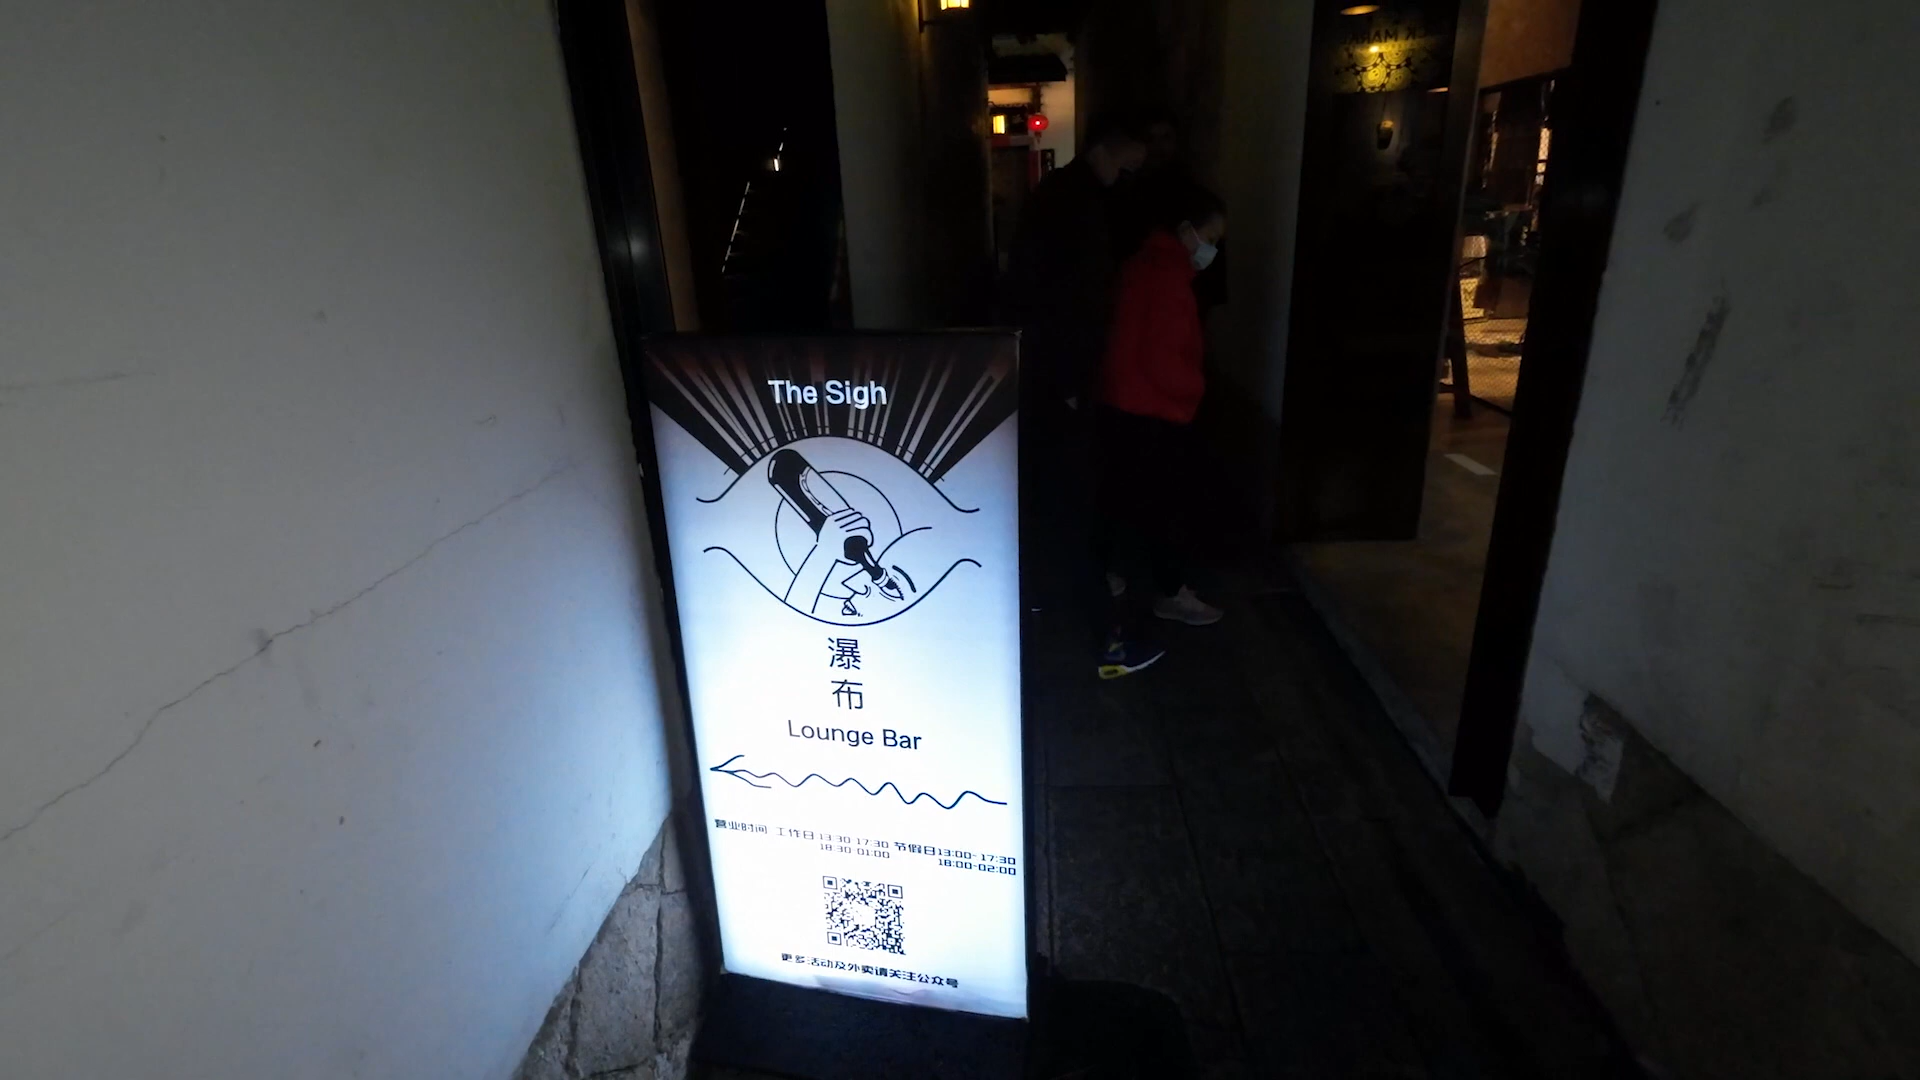 The Sigh
瀑
布
Lounge Bar
营业时间 工作日 13:30 17:30 节假日 13:00-17:30
18:30 01:00 18:00-02:00
更多活动及外卖请关注公众号